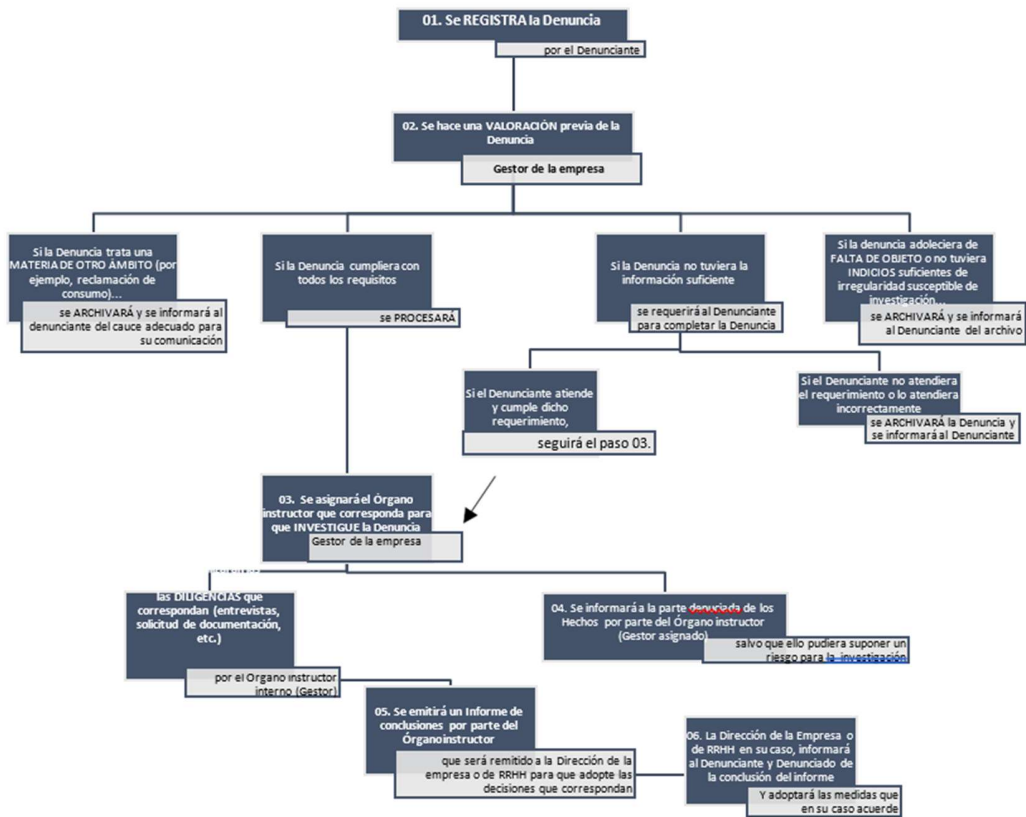 01. Se REGISTRA la Denuncia
por el Denunciante
02. Se hace una VALORACIÓN previa de la
Denuncia
Gestor de la empresa
Si la Denuncia trata una
MATERIA DE OTRO ÁMBITO (por
ejemplo, reclamación de
consumo)...
se ARCHIVARÁ y se informará al
denunciante del cauce adecuado para
su comunicación
Si la Denuncia cumpliera con
todos los requisitos
se PROCESARÁ
Si la Denuncia no tuviera la
información suficiente
se requerirá al Denunciante
para completar la Denuncia
Si la denuncia adoleciera de
FALTA DE OBJETO o no tuviera
INDICIOS suficientes de
irregularidad susceptible de
investigación...
se ARCHIVARÁ y se informará
al Denunciante del archivo
Si el Denunciante atiende
y cumple dicho
requerimiento,
seguirá el paso 03.
Si el Denunciante no atendiera
el requerimiento o lo atendiera
incorrectamente
se ARCHIVARÁ la Denuncia y
se informará al Denunciante
03. Se asignará el Órgano
instructor que corresponda para
que INVESTIGUE la Denuncia
Gestor de la empresa
las DILIGENCIAS que
correspondan (entrevistas,
solicitud de documentación,
etc.)
por el Órgano instructor
interno (Gestor)
04. Se informará a la parte denuciada de los
Hechos por parte del Órgano instructor
(Gestor asignado)
salvo que ello pudiera suponer un
riesgo para la investigación
05. Se emitirá un Informe de
conclusiones por parte del
Órgano instructor
que será remitido a la Dirección de la
empresa o de RRHH para que adopte las
decisiones que correspondan
06. La Dirección de la Empresa o
de RRHH en su caso, informará
al Denunciante y Denunciado de
la conclusión del informe
Y adoptará las medidas que
en su caso acuerde